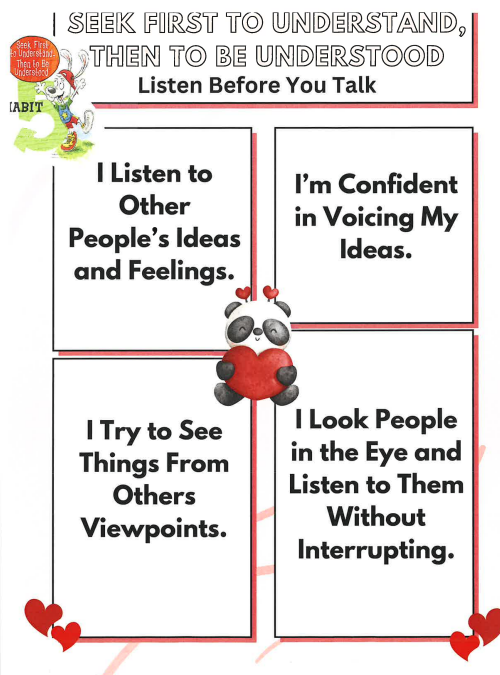 SEEK FIRST TO UNDERSTAND,
THEN TO BE UNDERSTOOD
Listen Before You Talk
Seek First
to Understand
Then to Be
Understood
HABIT
5
I Listen to
Other
People's Ideas
and Feelings.
I'm Confident
in Voicing My
Ideas.
I Try to See
Things From
Others
Viewpoints.
I Look People
in the Eye and
Listen to Them
Without
Interrupting.